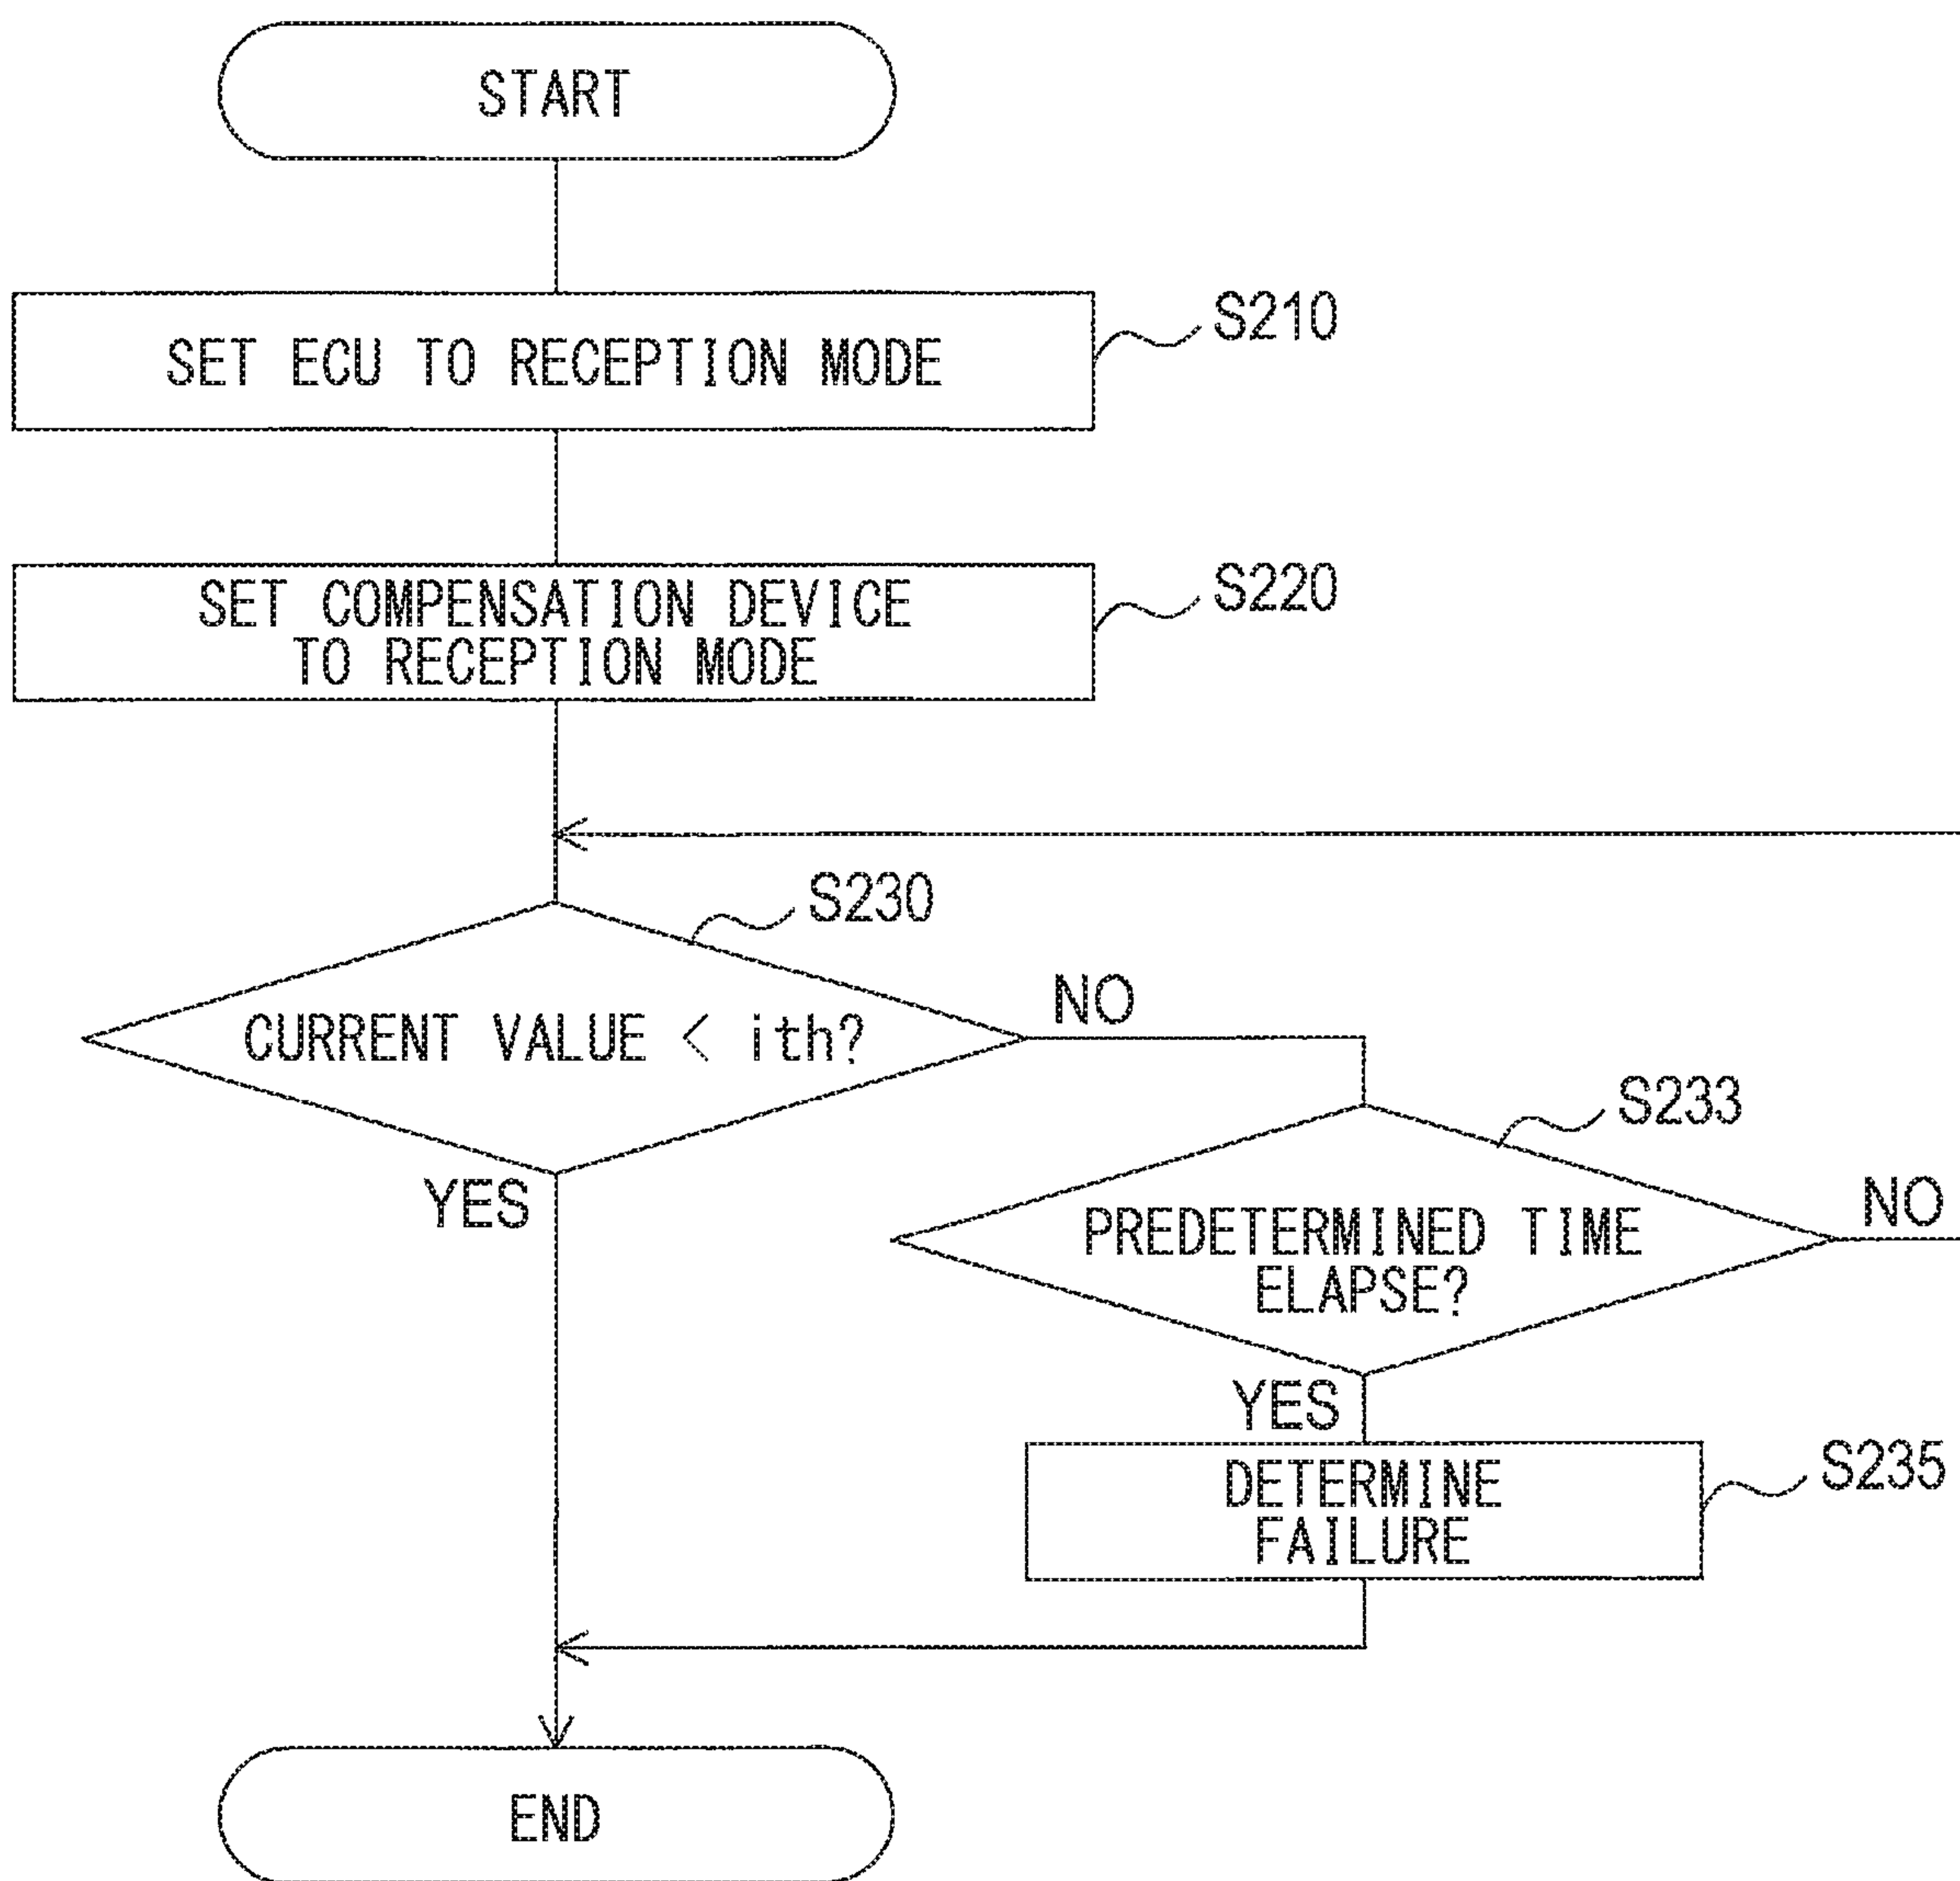 START
SET ECU TO RECEPTION MODE
S210
SET COMPENSATION DEVICE
TO RECEPTION MODE
S220
S230
CURRENT VALUE < ith?
NO
YES
S233
PREDETERMINED TIME
ELAPSE?
NO
YES
DETERMINE
FAILURE
S235
END